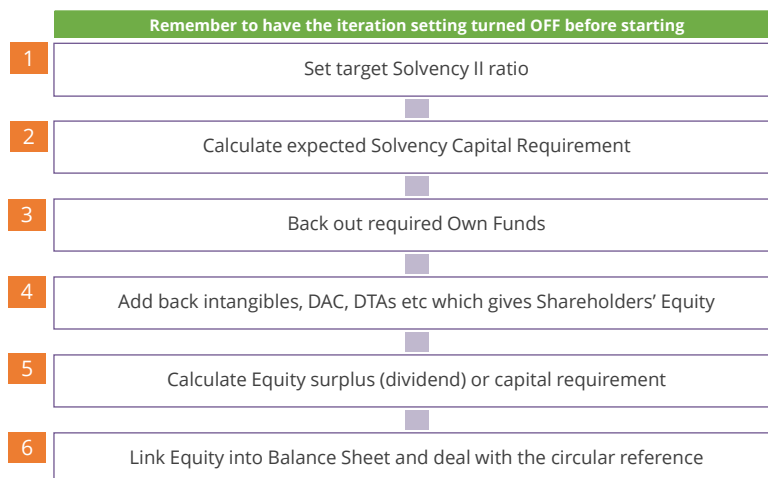 Remember to have the iteration setting turned OFF before starting
1
Set target Solvency II ratio
2
Calculate expected Solvency Capital Requirement
3
Back out required Own Funds
4
Add back intangibles, DAC, DTAs etc which gives Shareholders’ Equity
5
Calculate Equity surplus (dividend) or capital requirement
6
Link Equity into Balance Sheet and deal with the circular reference